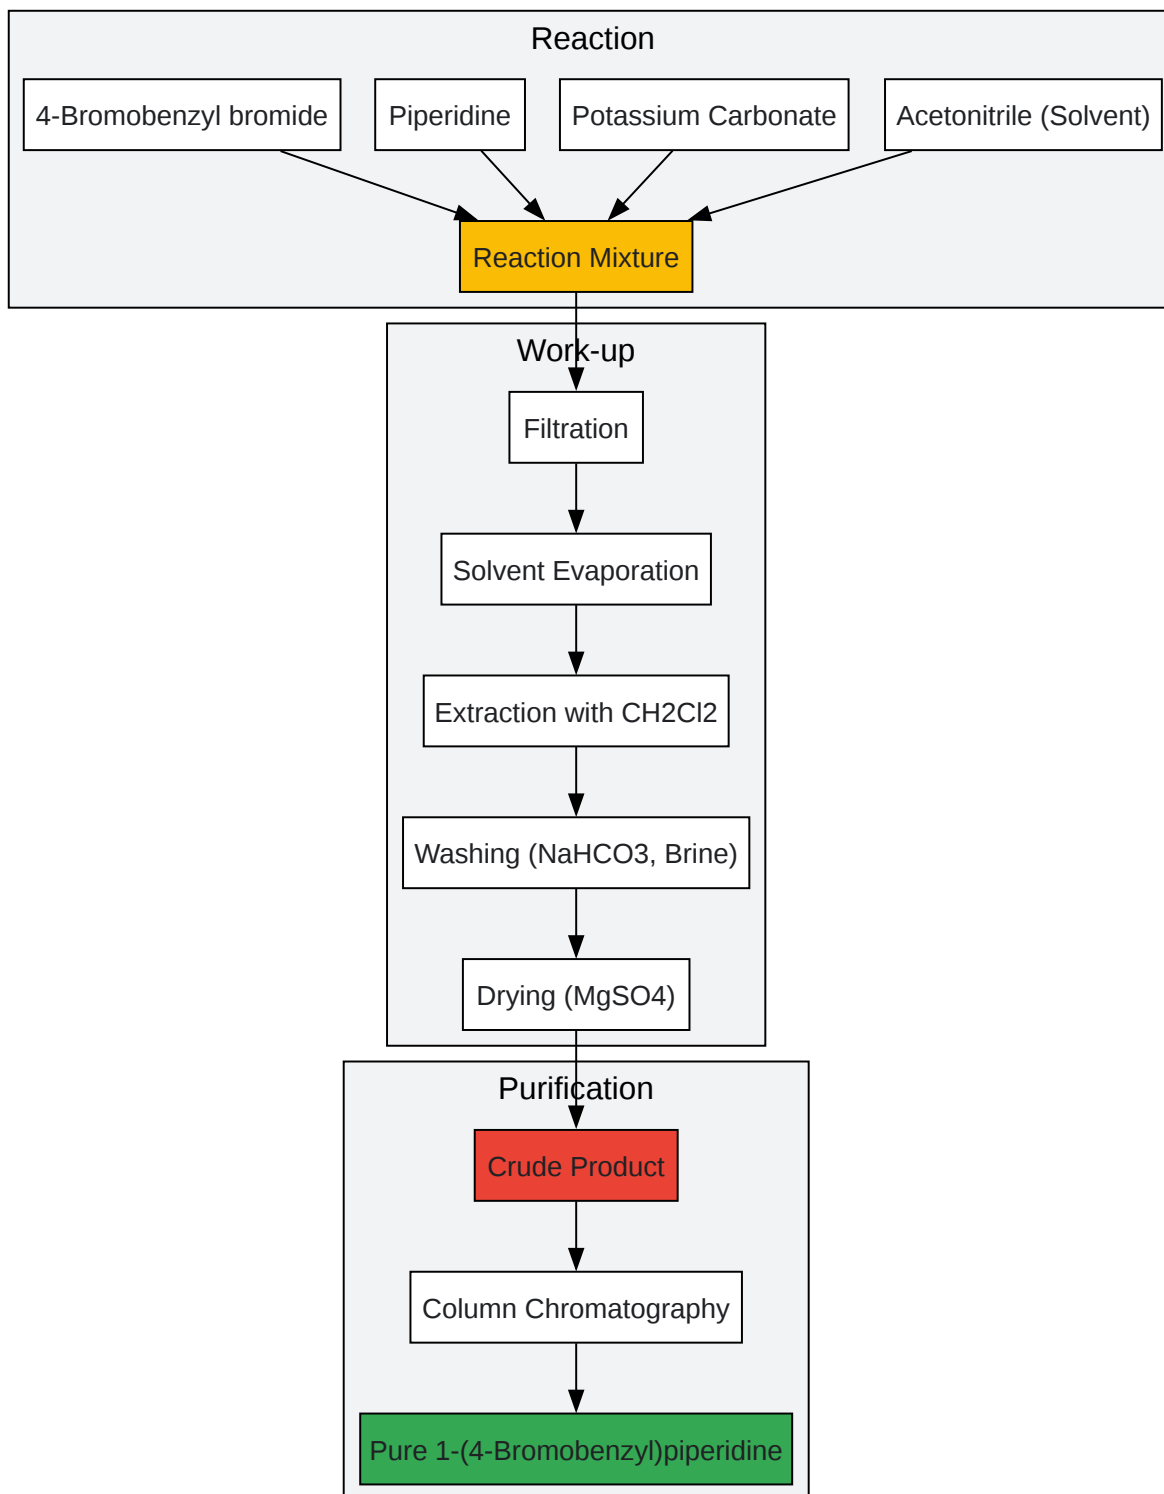 Reaction
4-Bromobenzyl bromide
Piperidine
Potassium Carbonate
Acetonitrile (Solvent)
Reaction Mixture
Work-up
Filtration
Solvent Evaporation
Extraction with CH2Cl2
Washing (NaHCO3, Brine)
Drying (MgSO4)
Purification
Crude Product
Column Chromatography
Pure 1-(4-Bromobenzyl)piperidine